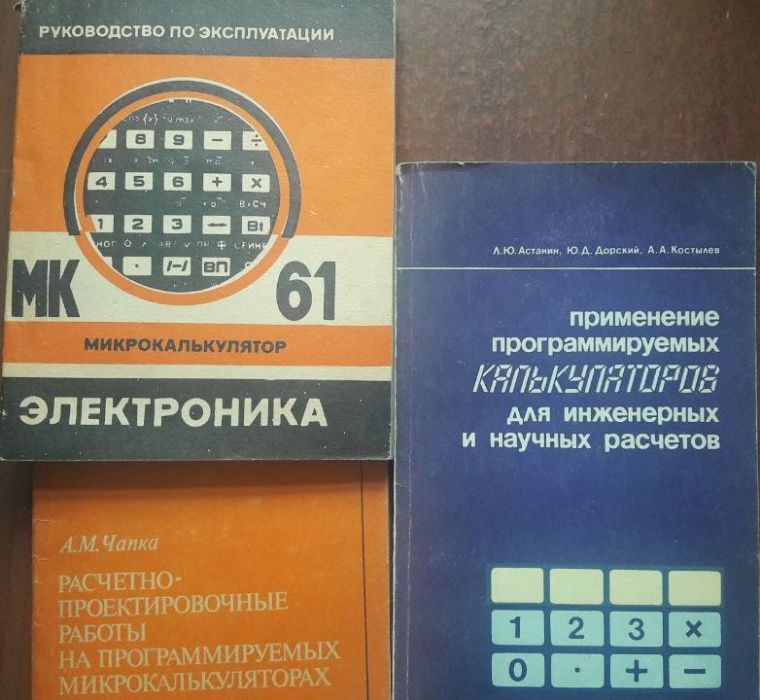 РУКОВОДСТВО ПО ЭКСПЛУАТАЦИИ
8 9 – ÷
4 5 6 + X
В↑СЧ
1 2 3 — В↑
· /–/ ВП
МК 61
МИКРОКАЛЬКУЛЯТОР
ЭЛЕКТРОНИКА
А.М.Чапка
РАСЧЕТНО-
ПРОЕКТИРОВОЧНЫЕ
РАБОТЫ
НА ПРОГРАММИРУЕМЫХ
МИКРОКАЛЬКУЛЯТОРАХ
Л.Ю.Астанин, Ю.Д.Дорский, А.А.Костылев
применение
программируемых
КАЛЬКУЛЯТОРОВ
для инженерных
и научных расчетов
1 2 3 ×
0 · + −